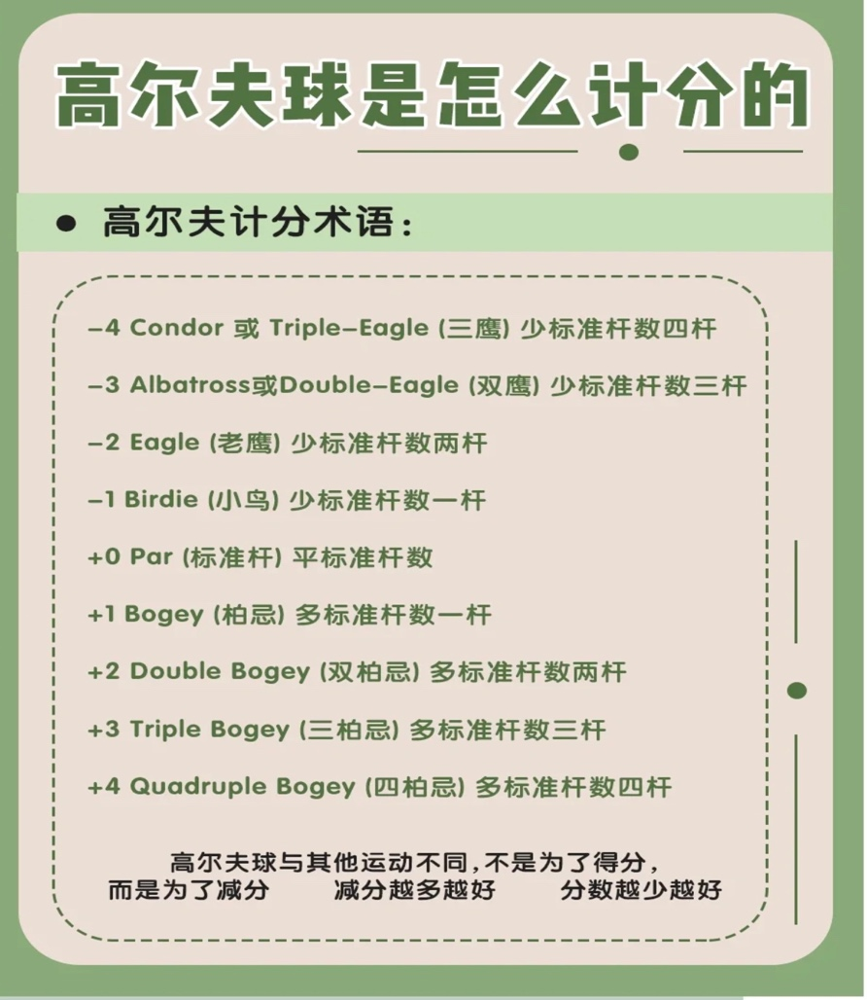 高尔夫球是怎么计分的
● 高尔夫计分术语：
-4 Condor 或 Triple-Eagle (三鹰) 少标准杆数四杆
-3 Albatross或Double-Eagle (双鹰) 少标准杆数三杆
-2 Eagle (老鹰) 少标准杆数两杆
-1 Birdie (小鸟) 少标准杆数一杆
+0 Par (标准杆) 平标准杆数
+1 Bogey (柏忌) 多标准杆数一杆
+2 Double Bogey (双柏忌) 多标准杆数两杆
+3 Triple Bogey (三柏忌) 多标准杆数三杆
+4 Quadruple Bogey (四柏忌) 多标准杆数四杆
高尔夫球与其他运动不同,不是为了得分,
而是为了减分 减分越多越好 分数越少越好